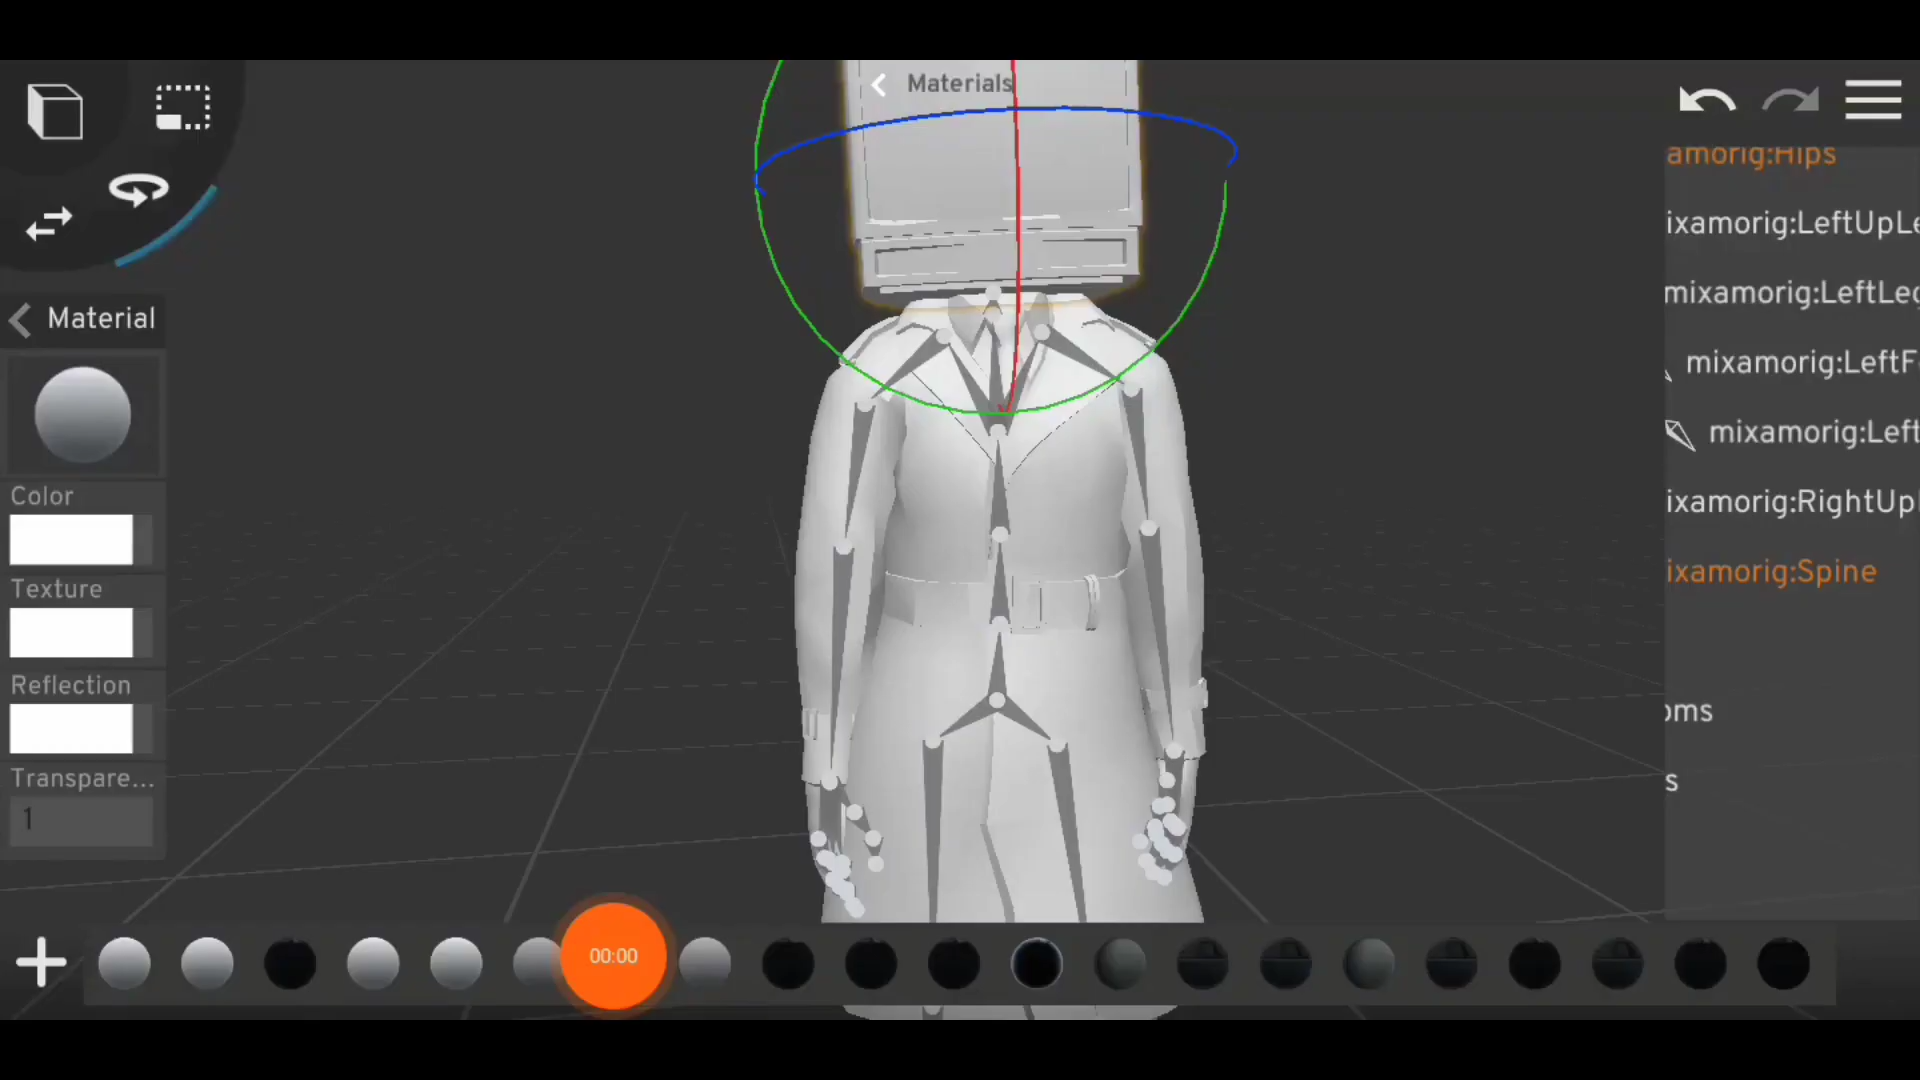 Materials
amorig:Hips
ixamorig:LeftUpLe
mixamorig:LeftLeg
mixamorig:LeftF
mixamorig:Left
ixamorig:RightUp
ixamorig:Spine
oms
s
Material
Color
Texture
Reflection
Transpare...
1
00:00